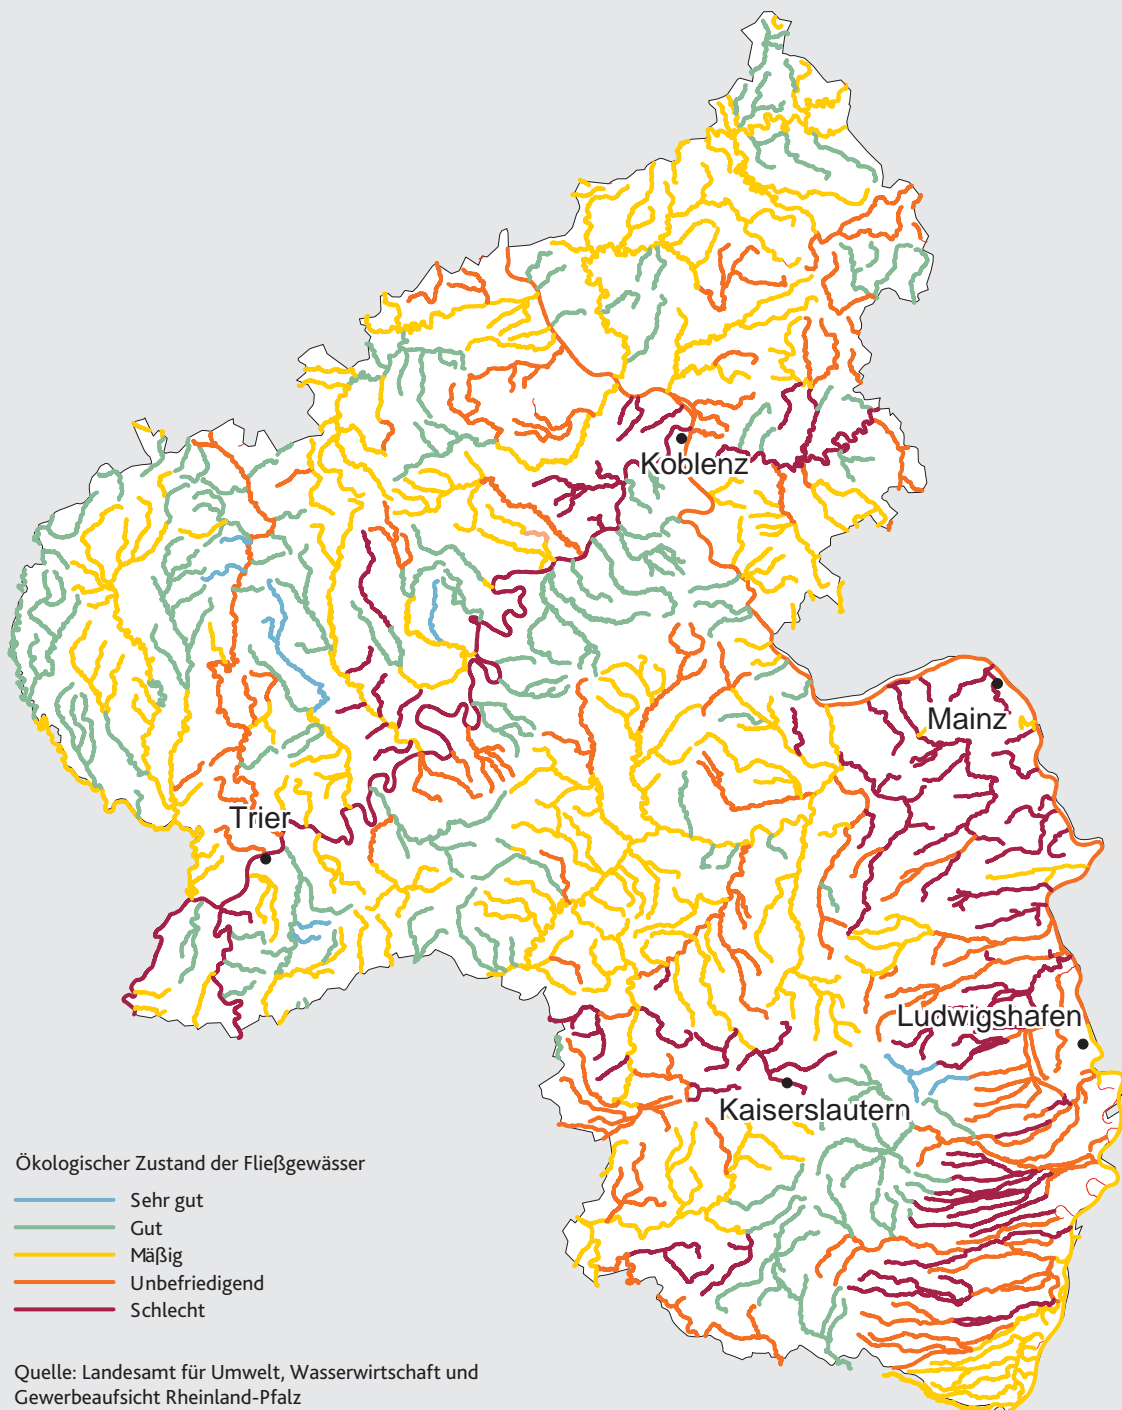 Koblenz
Mainz
Trier
Ludwigshafen
Kaiserslautern
Ökologischer Zustand der Fließgewässer
Sehr gut
Gut
Mäßig
Unbefriedigend
Schlecht
Quelle: Landesamt für Umwelt, Wasserwirtschaft und
Gewerbeaufsicht Rheinland-Pfalz